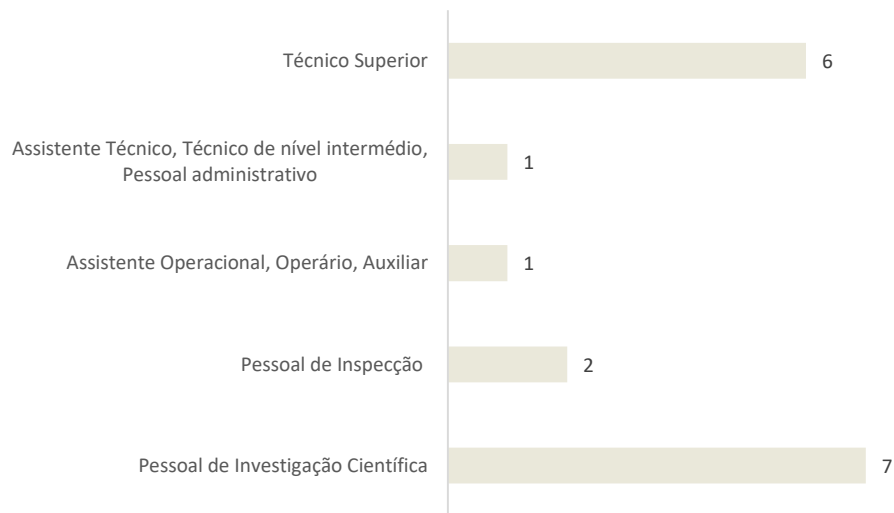 Técnico Superior
6
Assistente Técnico, Técnico de nível intermédio,
Pessoal administrativo
1
Assistente Operacional, Operário, Auxiliar
1
Pessoal de Inspecção
2
Pessoal de Investigação Científica
7